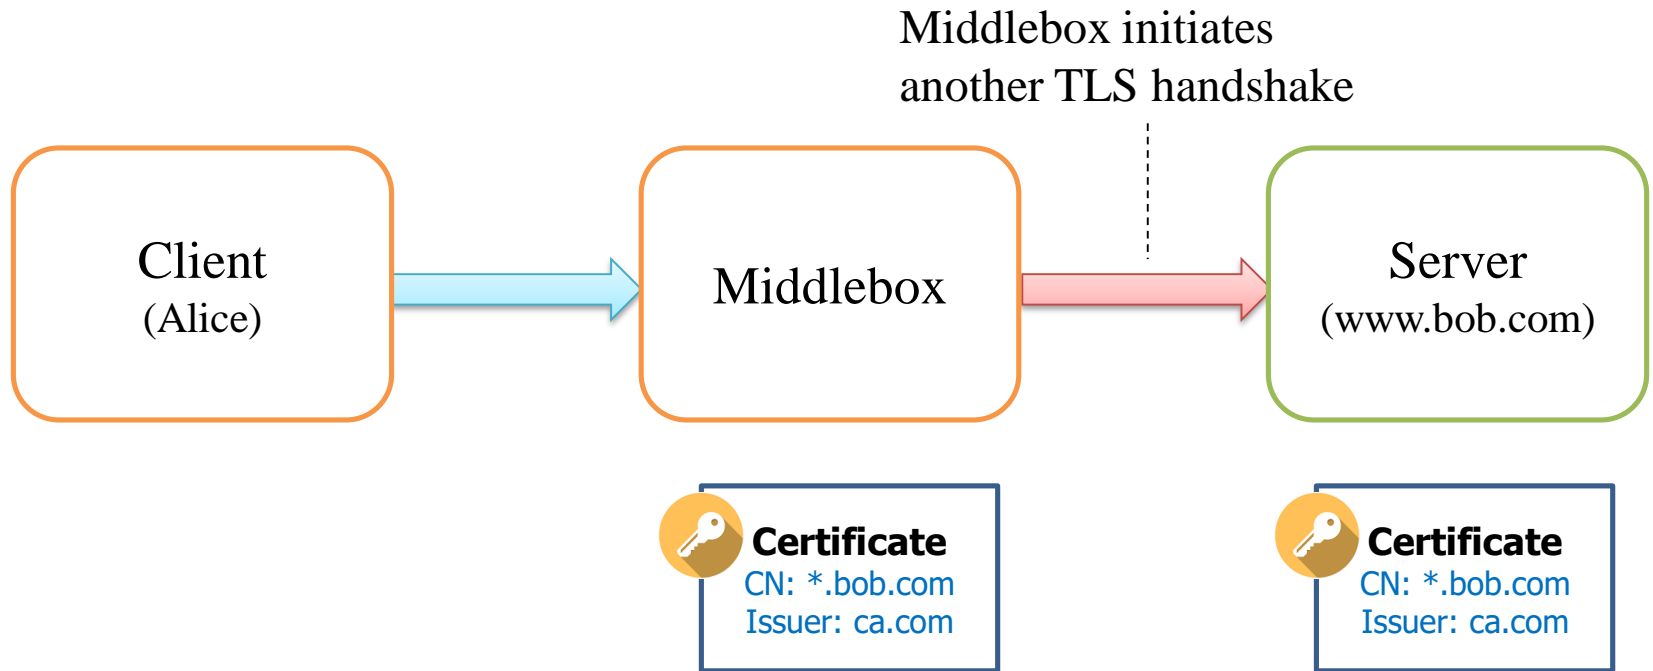 Middlebox initiates
another TLS handshake
Client
(Alice)
Middlebox
Server
(www.bob.com)
Certificate
CN: *.bob.com
Issuer: ca.com
Certificate
CN: *.bob.com
Issuer: ca.com